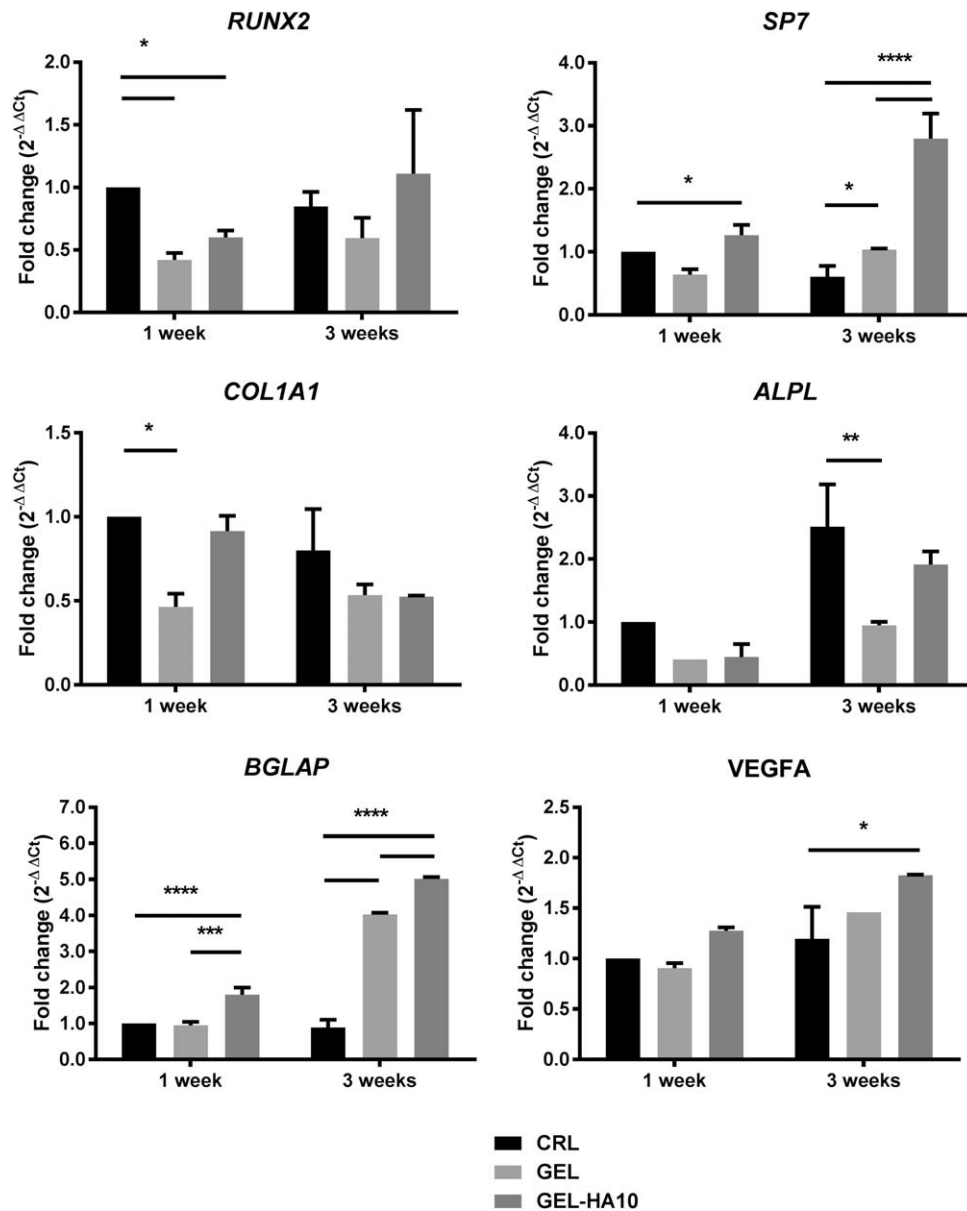 RUNX2
Fold change (2-Δ ΔCt)
2.0
1.5
1.0
0.5
0.0
*
1 week
3 weeks
SP7
Fold change (2-Δ ΔCt)
4.0
3.0
2.0
1.0
0.0
*
*
****
1 week
3 weeks
COL1A1
Fold change (2-Δ ΔCt)
1.5
1.0
0.5
0.0
*
1 week
3 weeks
ALPL
Fold change (2-Δ ΔCt)
4.0
3.0
2.0
1.0
0.0
**
1 week
3 weeks
BGLAP
Fold change (2-Δ ΔCt)
7.0
6.0
5.0
4.0
3.0
2.0
1.0
0.0
****
***
****
1 week
3 weeks
VEGFA
Fold change (2-Δ ΔCt)
2.5
2.0
1.5
1.0
0.5
0.0
*
1 week
3 weeks
CRL
GEL
GEL-HA10